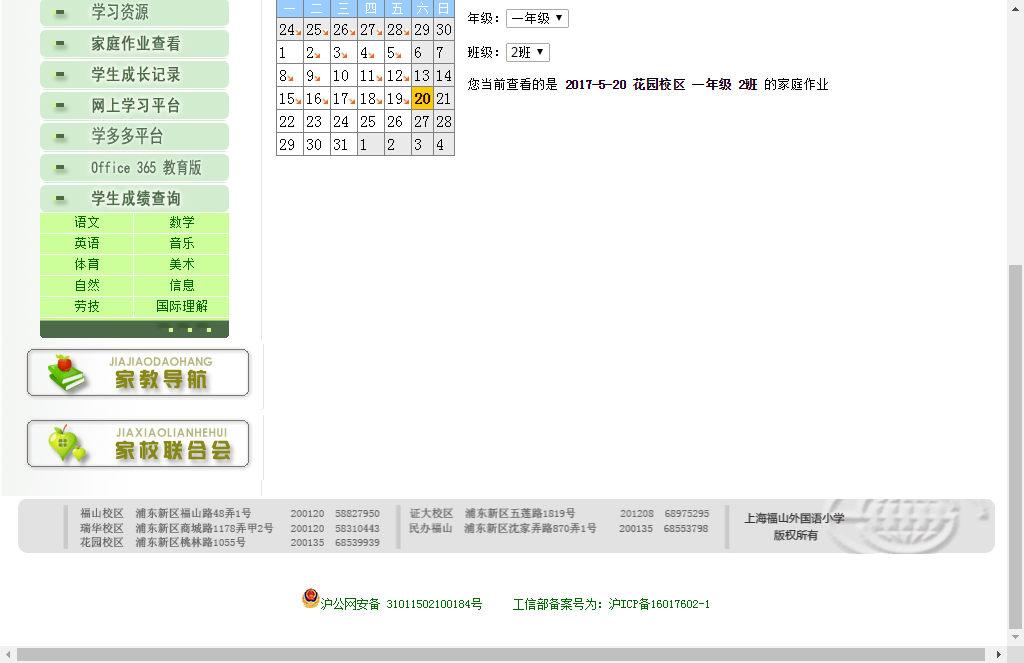 学习资源
家庭作业查看
学生成长记录
网上学习平台
学多多平台
Office 365 教育版
学生成绩查询
语文 数学
英语 音乐
体育 美术
自然 信息
劳技 国际理解
JIAJIAODAOHANG
家教导航
JIAXIAOLIANHEHUI
家校联合会
一 二 三 四 五 六 日
24 25 26 27 28 29 30
1 2 3 4 5 6 7
8 9 10 11 12 13 14
15 16 17 18 19 20 21
22 23 24 25 26 27 28
29 30 31 1 2 3 4
年级: 一年级
班级: 2班
您当前查看的是 2017-5-20 花园校区 一年级 2班 的家庭作业
福山校区 浦东新区福山路48弄1号 200120 58827950
瑞华校区 浦东新区商城路1178弄甲2号 200120 58310443
花园校区 浦东新区桃林路1055号 200135 68539939
证大校区 浦东新区五莲路1819号 201208 68975295
民办福山 浦东新区沈家弄路870弄1号 200135 68553798
上海福山外国语小学
版权所有
沪公网安备 31011502100184号 工信部备案号为: 沪ICP备16017602-1